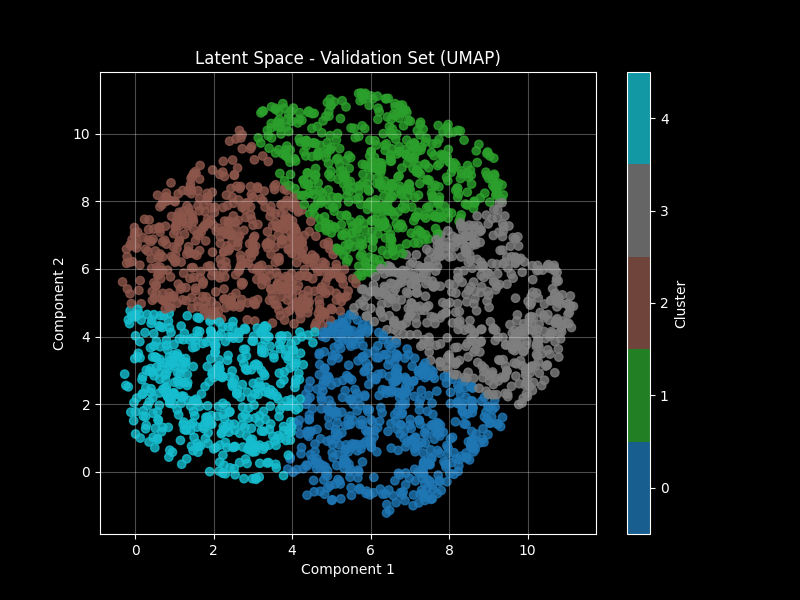 Latent Space - Validation Set (UMAP)
10
8
6
4
2
0
Component 2
0 2 4 6 8 10
Component 1
4
3
2
1
0
Cluster